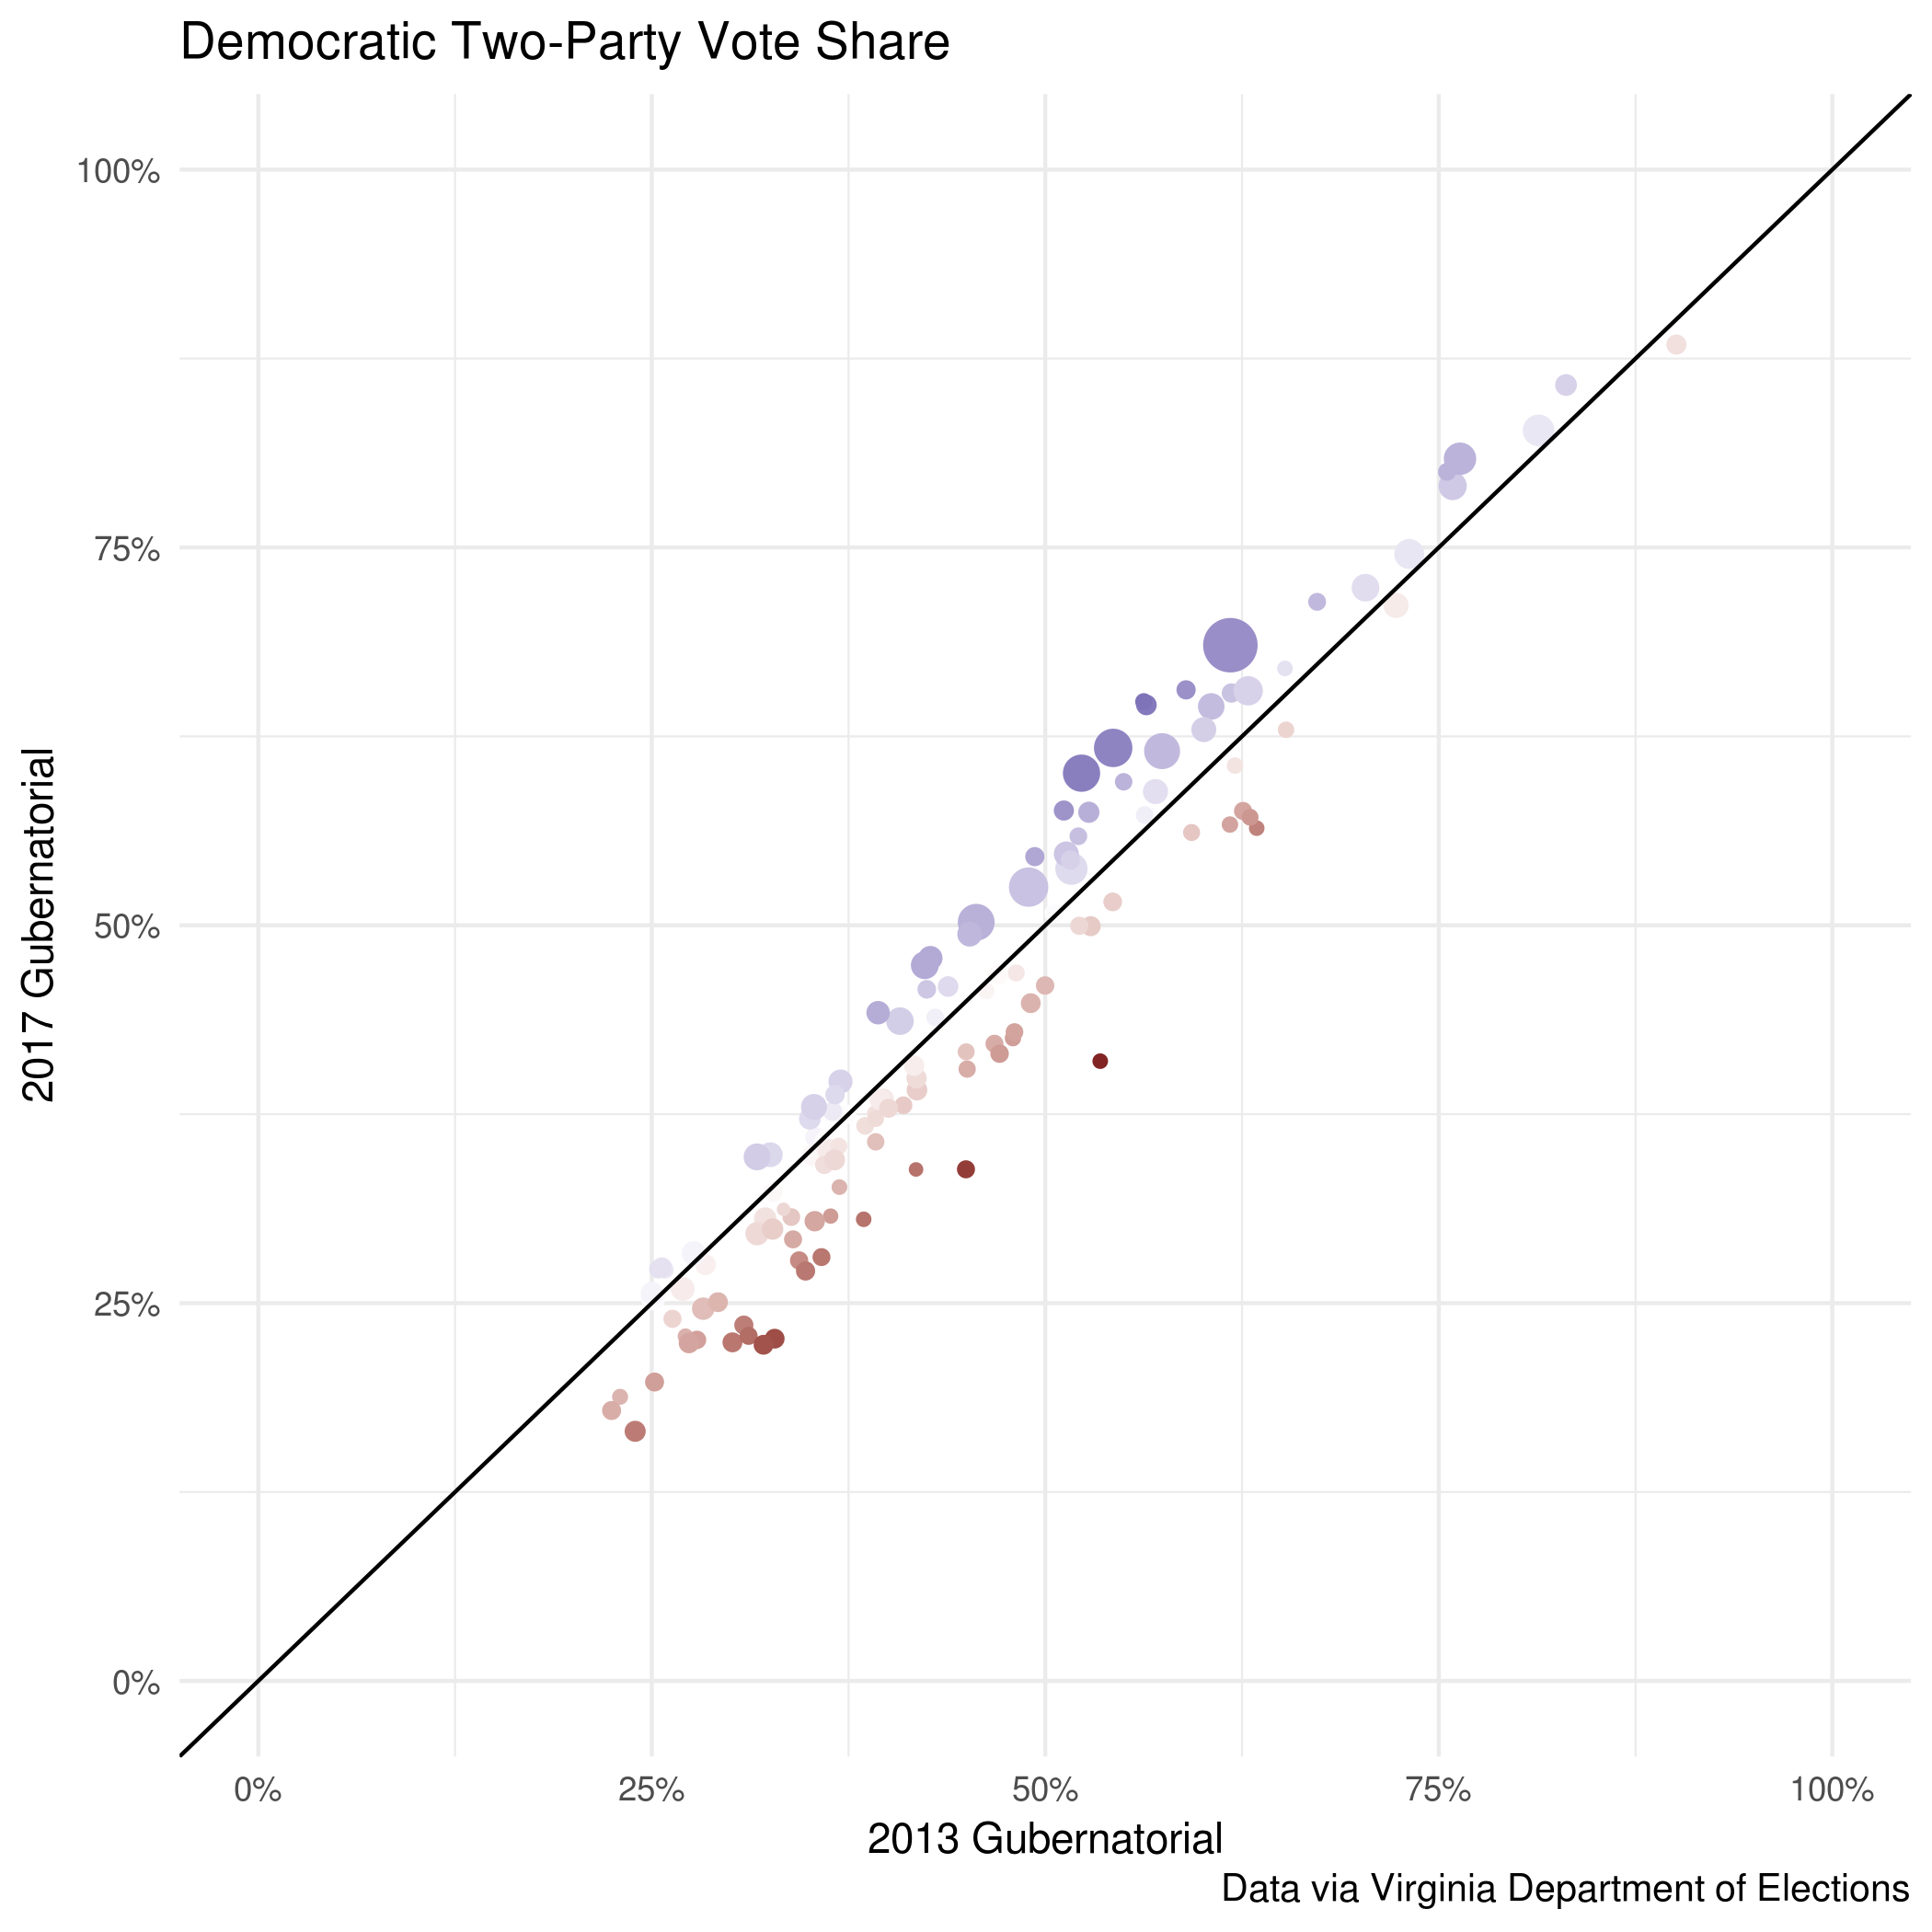 Democratic Two-Party Vote Share
100%
75%
50%
25%
0%
2017 Gubernatorial
0%
25%
50%
75%
100%
2013 Gubernatorial
Data via Virginia Department of Elections